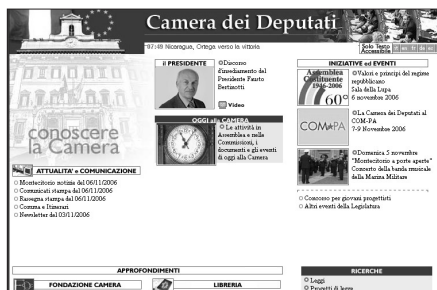 Camera dei Deputati
07:49 Nicaragua, Ortega verso la vittoria
Solo Testo
Accessibile
fr de
conoscere
la Camera
il PRESIDENTE
Discorso
d'insediamento del
Presidente Fausto
Bertinotti
Video
OGGI alla CAMERA
Le attività in
Assemblea e nelle
Commissioni, i
documenti e gli eventi
di oggi alla Camera
ATTUALITA' e COMUNICAZIONE
Montecitorio notizie del 06/11/2006
Comunicati stampa del 06/11/2006
Rassegna stampa del 06/11/2006
Comma e Itinerari
Newsletter del 03/11/2006
INIZIATIVE ed EVENTI
Assemblea
Costituente
1946-2006
60°
Valori e principi del regime
repubblicano
Sala della Lupa
6 novembre 2006
COM-PA
La Camera dei Deputati al
COM-PA
7-9 Novembre 2006
Domenica 5 novembre
"Montecitorio a porte aperte"
Concerto della banda musicale
della Marina Militare
Concorso per giovani progettisti
Altri eventi della Legislatura
APPROFONDIMENTI
FONDAZIONE CAMERA
LIBRERIA
RICERCHE
Leggi
Progetti di legge